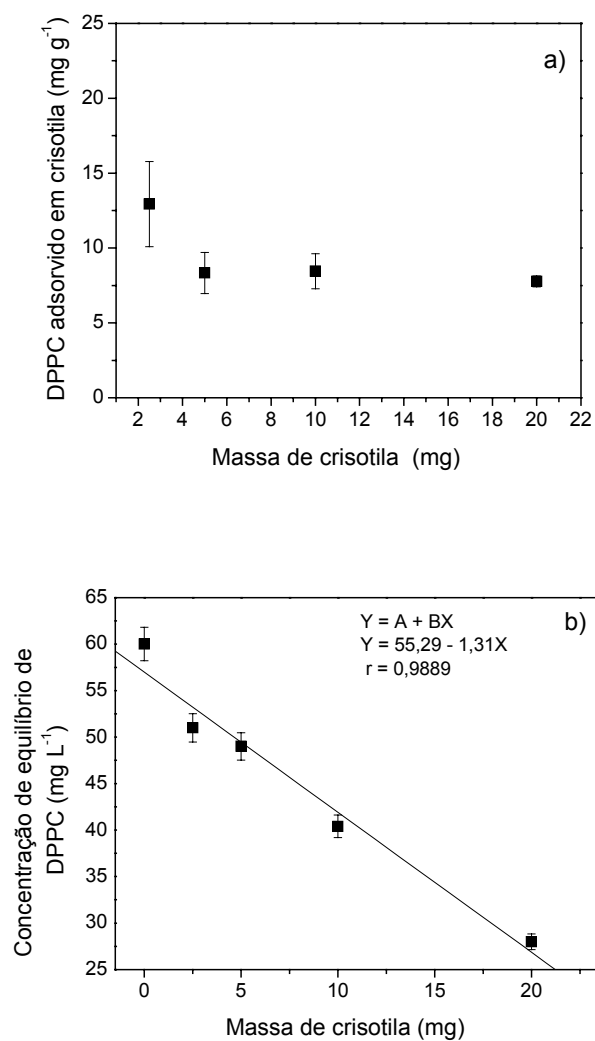 25
20
15
10
5
0
DPPC adsorvido em crisotila (mg g-1)
a)
2 4 6 8 10 12 14 16 18 20 22
Massa de crisotila (mg)
65
60
55
50
45
40
35
30
25
Concentração de equilíbrio de
DPPC (mg L-1)
Y = A + BX
Y = 55,29 - 1,31X
r = 0,9889
b)
0 5 10 15 20
Massa de crisotila (mg)